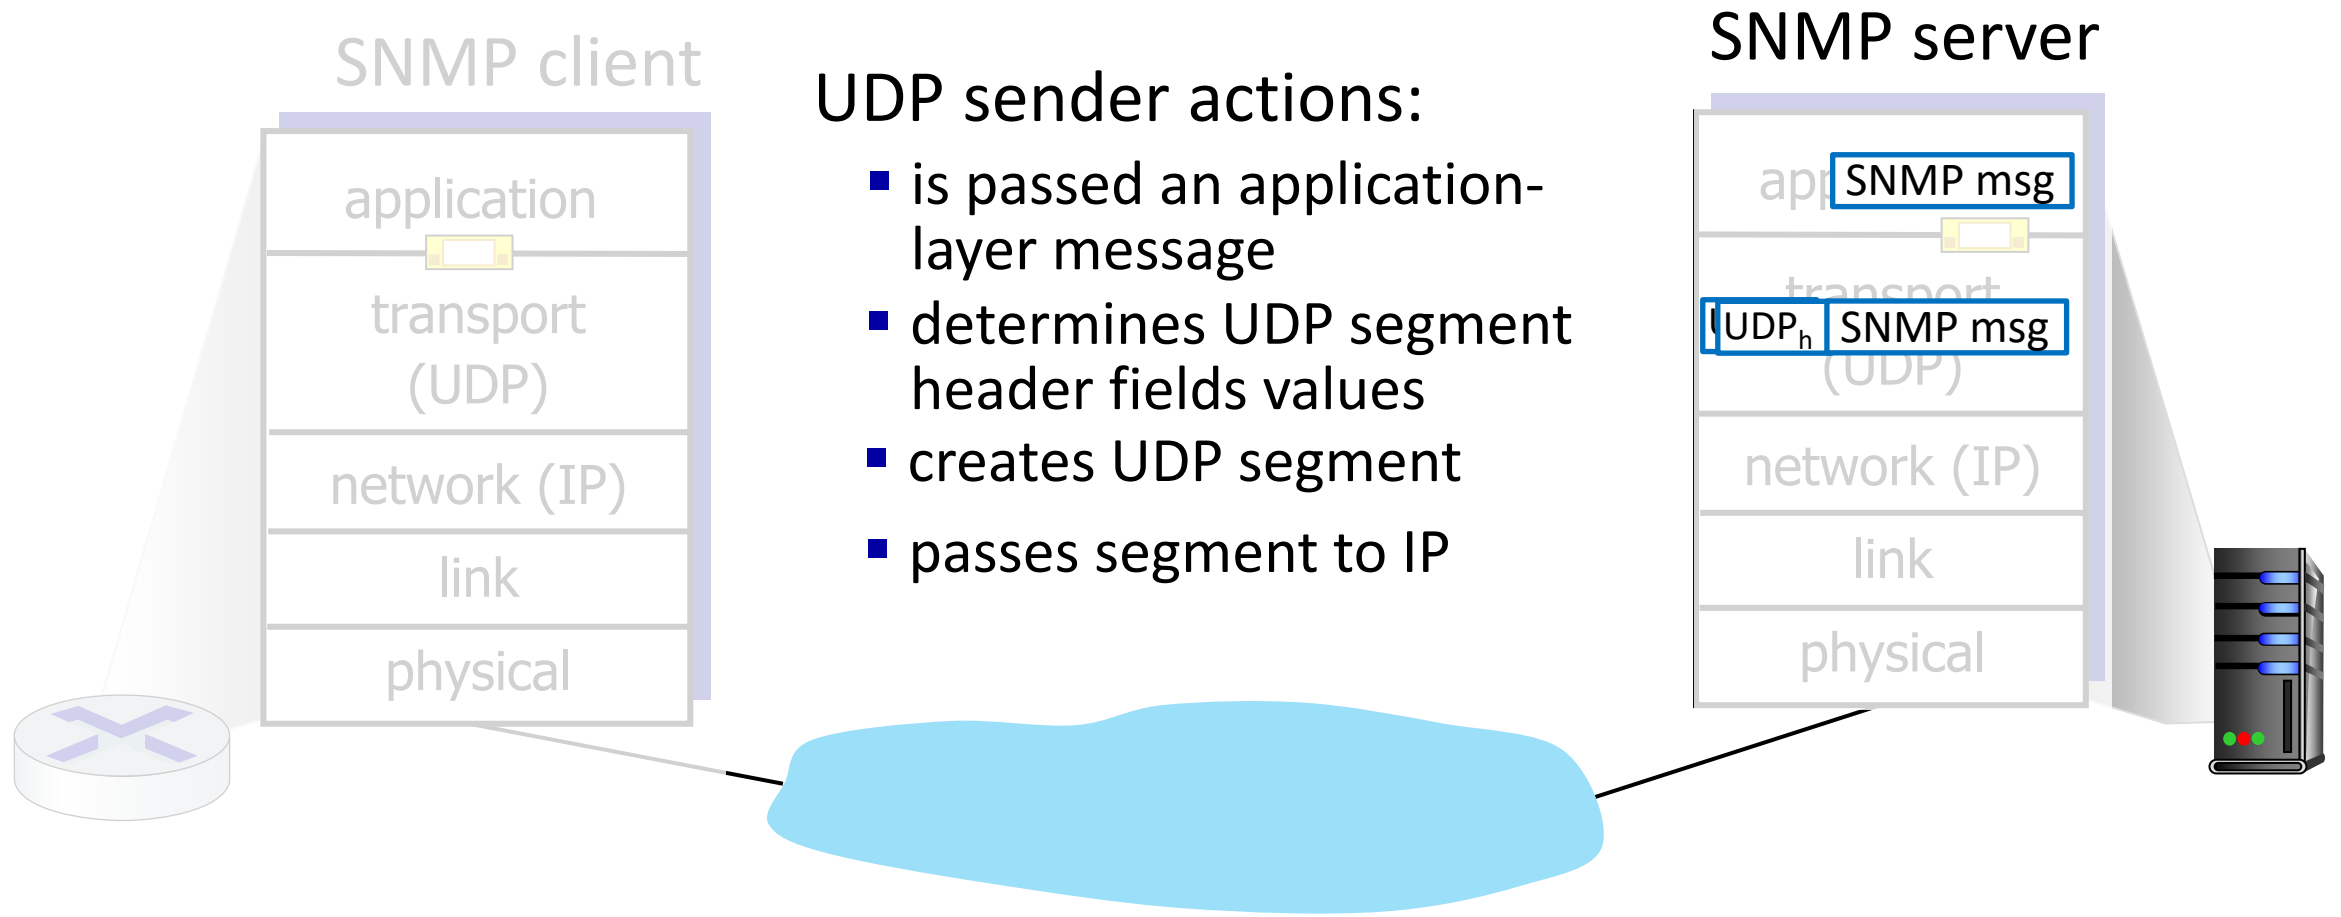 SNMP client
application
transport
(UDP)
network (IP)
link
physical
UDP sender actions:
is passed an application-
layer message
determines UDP segment
header fields values
creates UDP segment
passes segment to IP
SNMP server
SNMP msg
transport
UDPh SNMP msg
(UDP)
network (IP)
link
physical